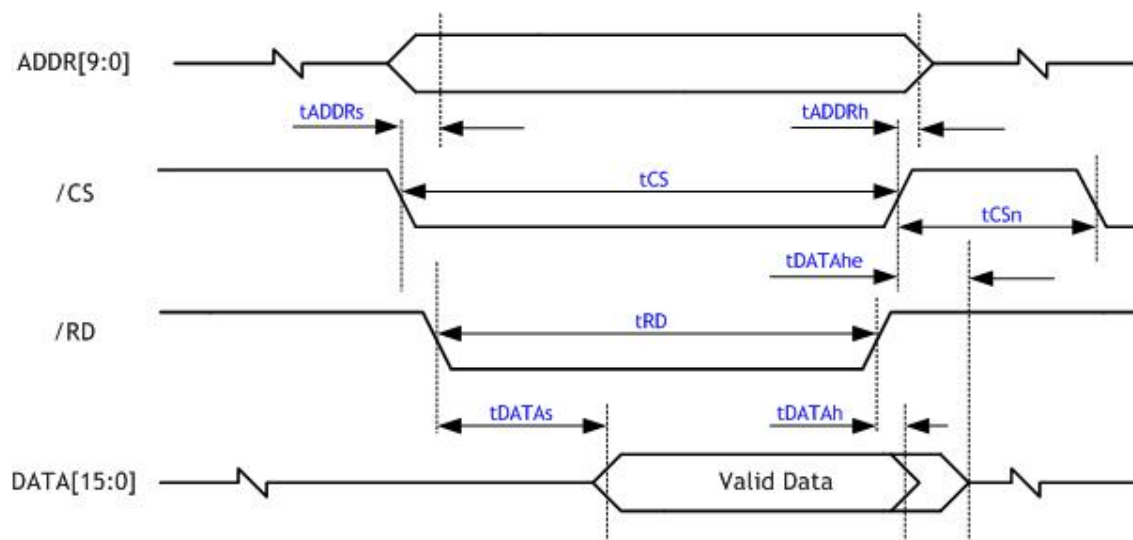 ADDR[9:0]
tADDRs
tADDRh
/CS
tCS
tCSn
tDATAhe
/RD
tRD
tDATAs
tDATAh
DATA[15:0]
Valid Data